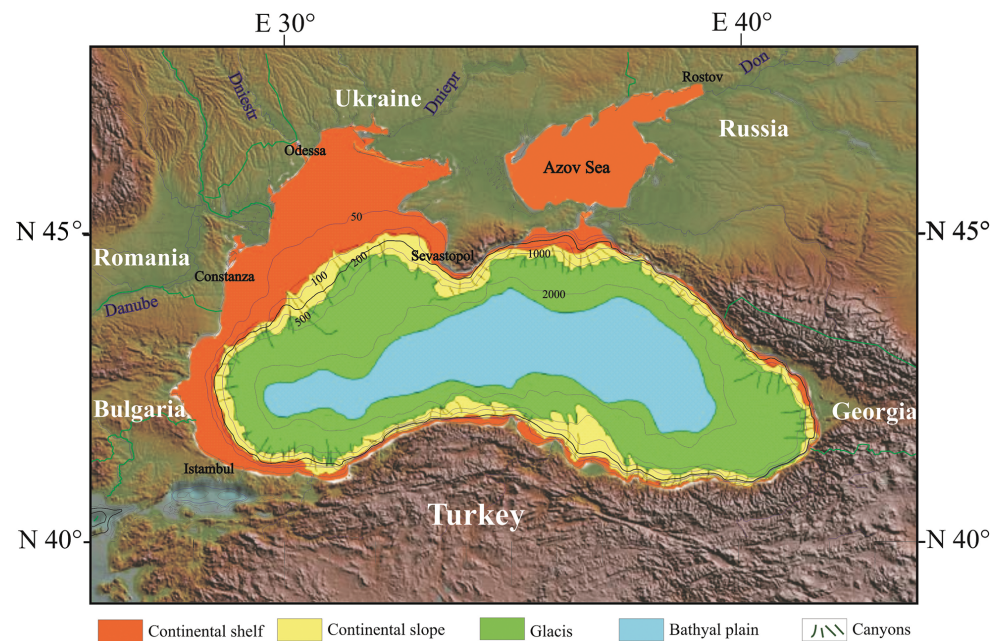 E 30°
E 40°
Rostov
Don
Dniestr
Ukraine
Dniepr
Russia
Odessa
Azov Sea
50
N 45°
N 45°
Romania
Sevastopol
200
1000
Constanza
100
2000
Danube
500
Bulgaria
Georgia
Istambul
Turkey
N 40°
N 40°
Continental shelf
Continental slope
Glacis
Bathyal plain
Canyons